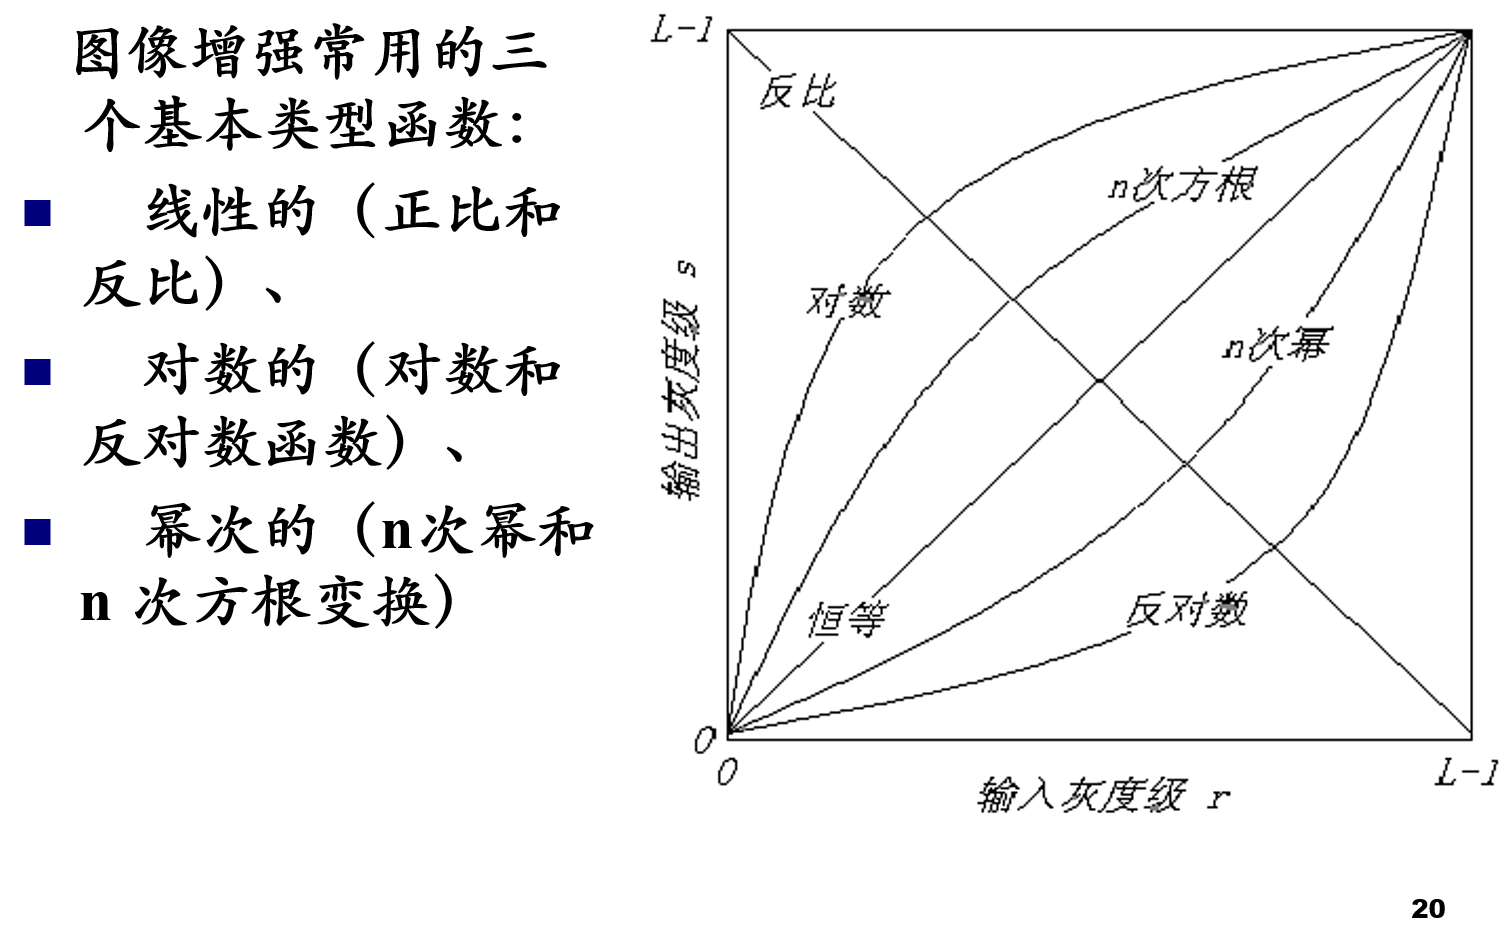 图像增强常用的三
个基本类型函数：
■ 线性的（正比和
反比）、
■ 对数的（对数和
反对数函数）、
■ 幂次的（n次幂和
n 次方根变换）
L-1
反比
n次方根
对数
n次幂
恒等
反对数
输出灰度级 s
0
0
L-1
输入灰度级 r
20